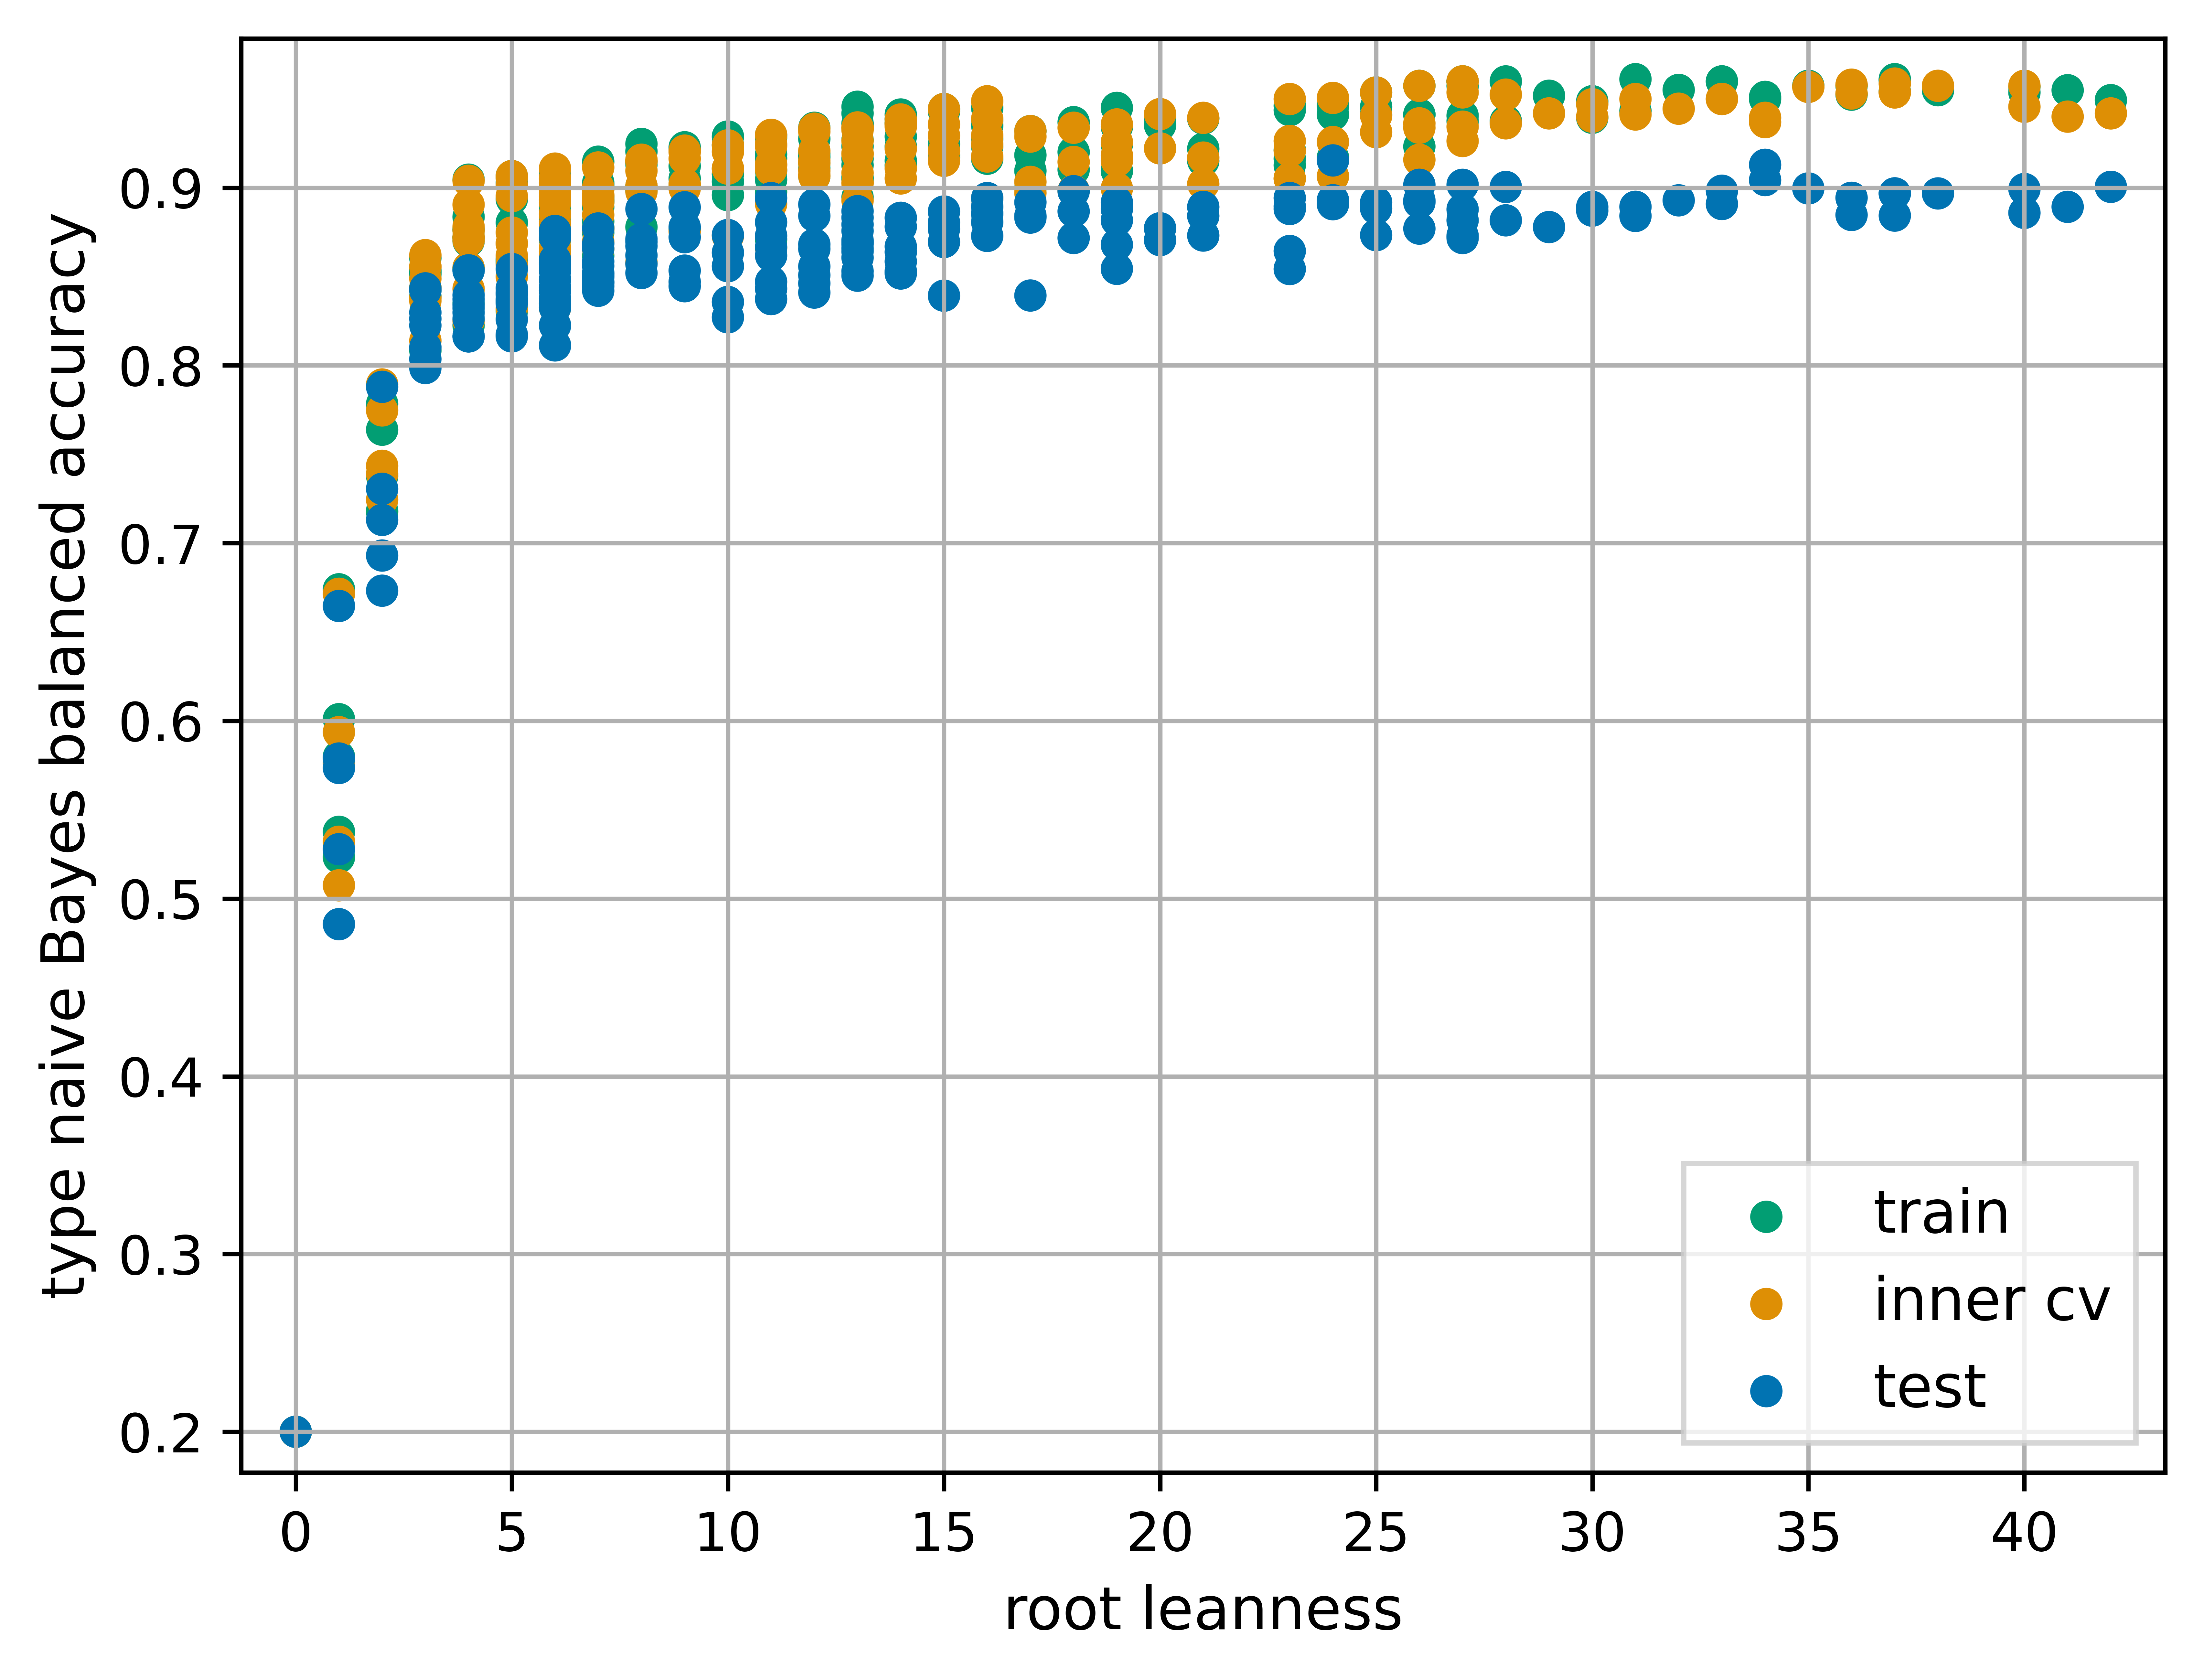 type naive Bayes balanced accuracy
0.9
0.8
0.7
0.6
0.5
0.4
0.3
0.2
train
inner cv
test
0 5 10 15 20 25 30 35 40
root leanness